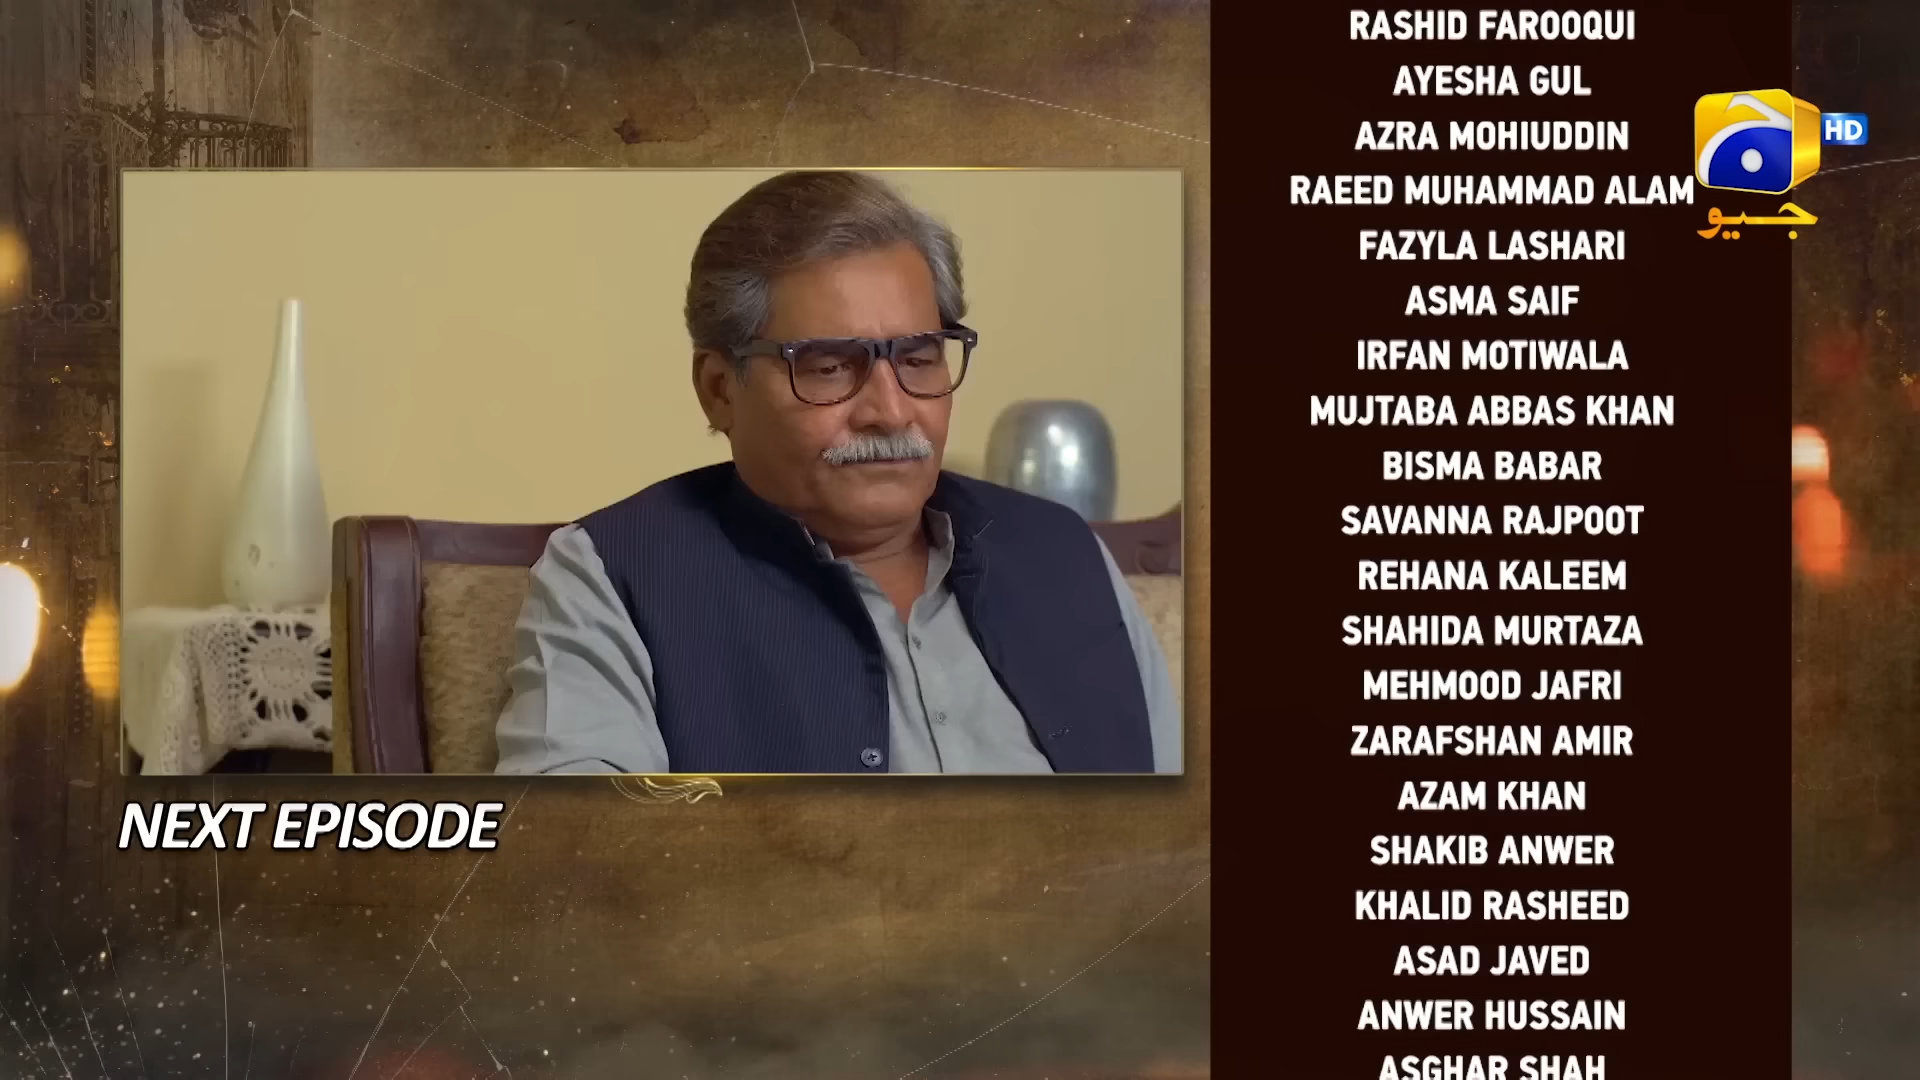 RASHID FAROOQUI
AYESHA GUL
AZRA MOHIUDDIN
RAEED MUHAMMAD ALAM
FAZYLA LASHARI
ASMA SAIF
IRFAN MOTIWALA
MUJTABA ABBAS KHAN
BISMA BABAR
SAVANNA RAJPOOT
REHANA KALEEM
SHAHIDA MURTAZA
MEHMOOD JAFRI
ZARAFSHAN AMIR
AZAM KHAN
SHAKIB ANWER
KHALID RASHEED
ASAD JAVED
ANWER HUSSAIN
ASGHAR SHAH
HD
جیو
NEXT EPISODE